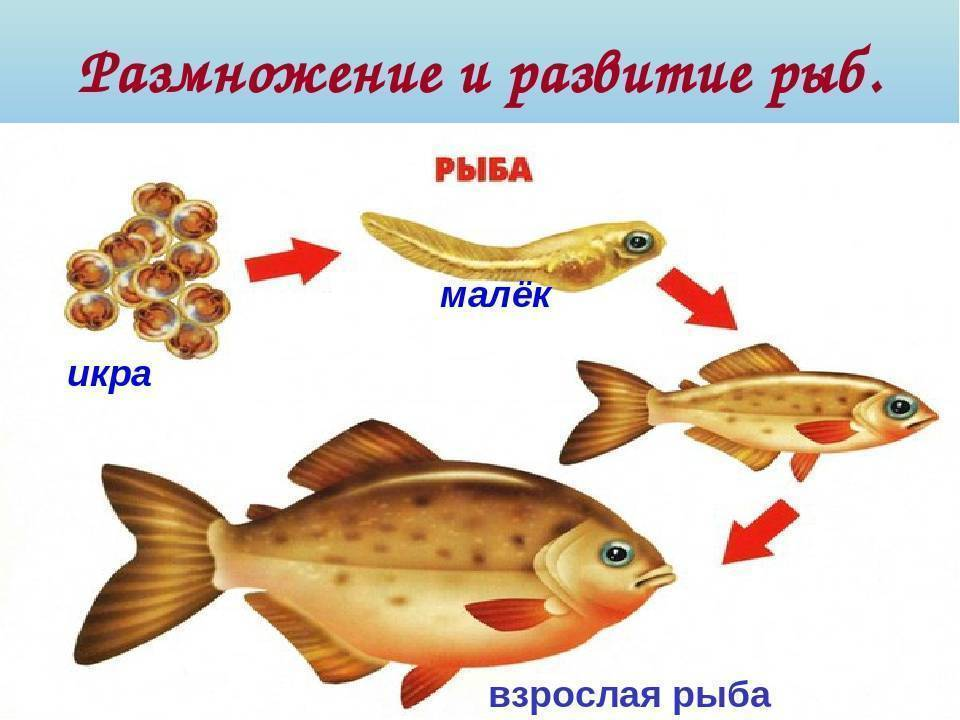 Размножение и развитие рыб.
РЫБА
малёк
икра
взрослая рыба